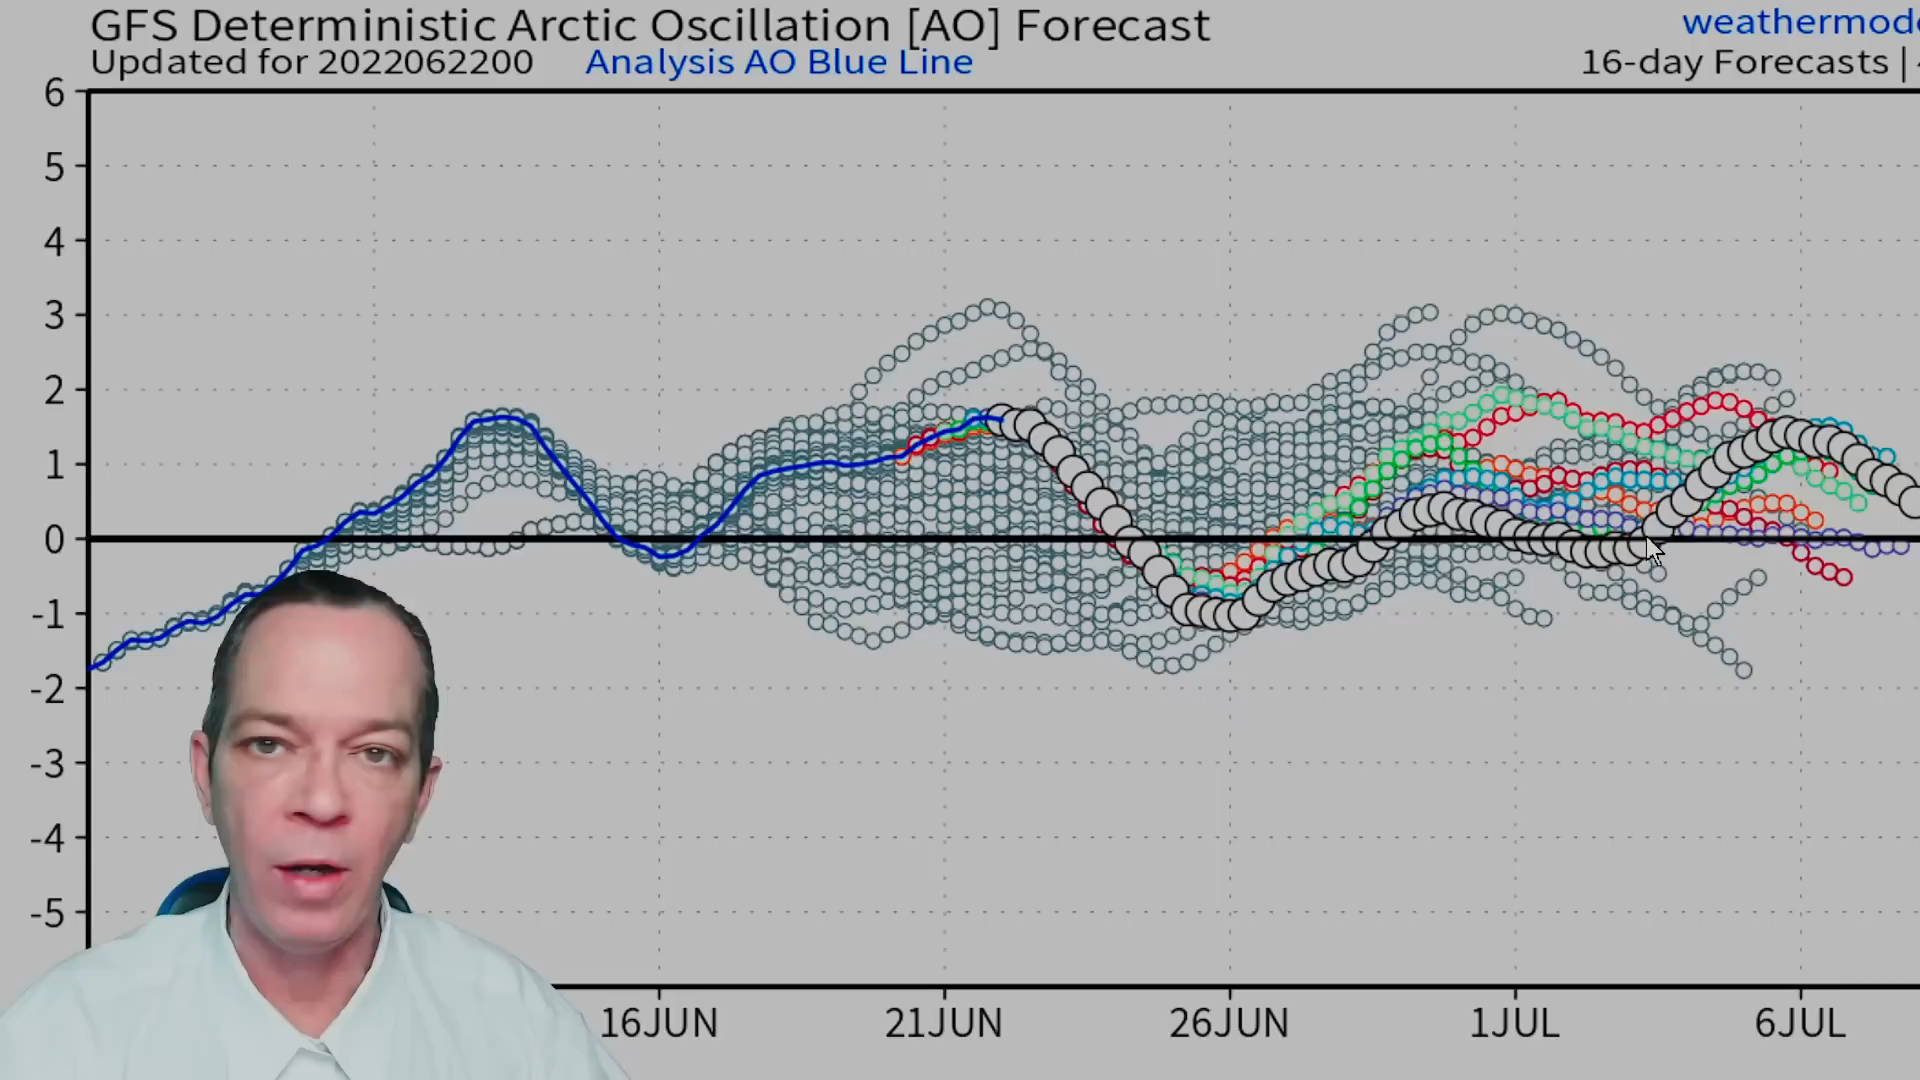 GFS Deterministic Arctic Oscillation [AO] Forecast
weathermod
Updated for 2022062200 Analysis AO Blue Line
16-day Forecasts |
6
5
4
3
2
1
0
-1
-2
-3
-4
-5
16JUN 21JUN 26JUN 1JUL 6JUL